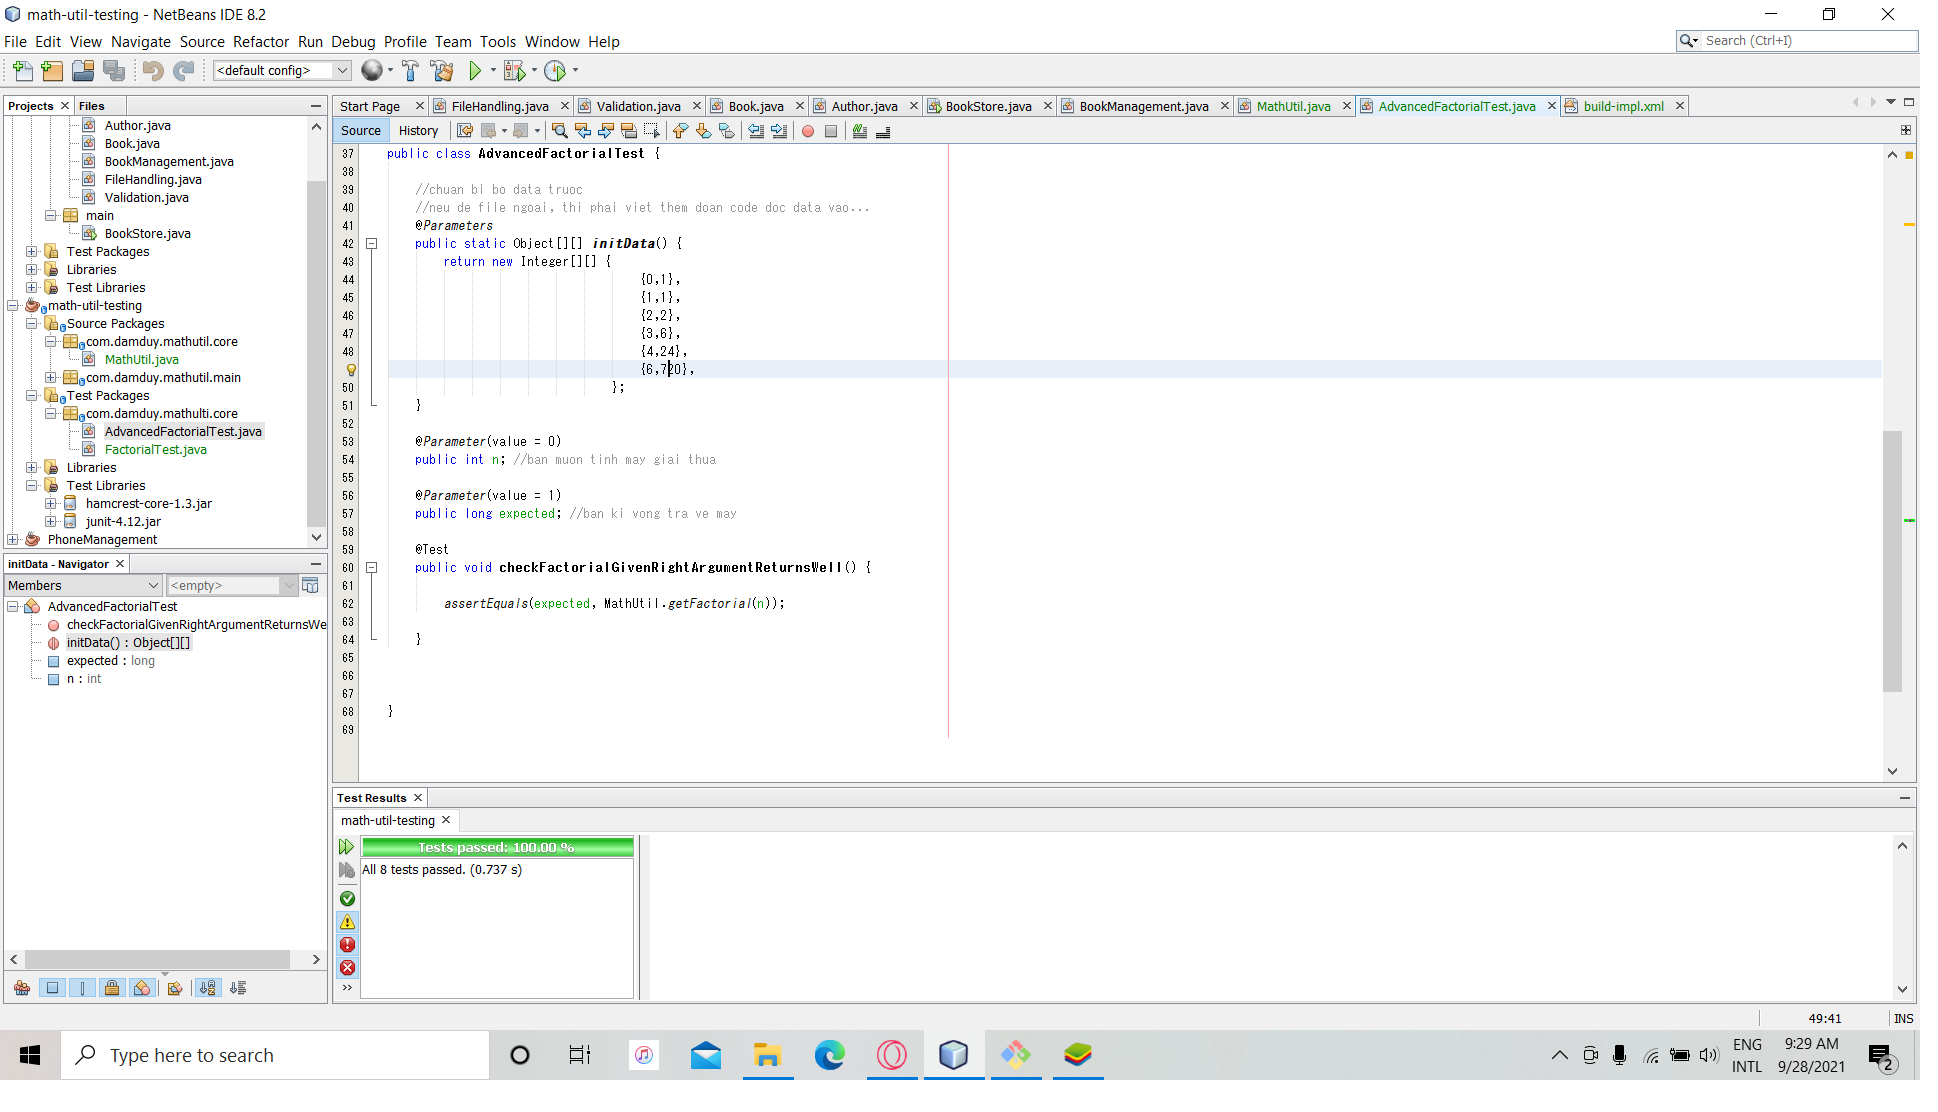 math-util-testing - NetBeans IDE 8.2
File Edit View Navigate Source Refactor Run Debug Profile Team Tools Window Help
Search (Ctrl+I)
<default config>
Projects Files
Author.java
Book.java
BookManagement.java
FileHandling.java
Validation.java
main
BookStore.java
Test Packages
Libraries
Test Libraries
math-util-testing
Source Packages
com.damduy.mathutil.core
MathUtil.java
com.damduy.mathutil.main
Test Packages
com.damduy.mathulti.core
AdvancedFactorialTest.java
FactorialTest.java
Libraries
Test Libraries
hamcrest-core-1.3.jar
junit-4.12.jar
PhoneManagement
initData - Navigator
Members <empty>
AdvancedFactorialTest
checkFactorialGivenRightArgumentReturnsWe
initData() : Object[][]
expected : long
n : int
Start Page FileHandling.java Validation.java Book.java Author.java BookStore.java BookManagement.java MathUtil.java AdvancedFactorialTest.java build-impl.xml
Source History
37 public class AdvancedFactorialTest {
38
39 //chuan bi bo data truoc
40 //neu de file ngoai, thi phai viet them doan code doc data vao...
41 @Parameters
42 public static Object[][] initData() {
43 return new Integer[][] {
44 {0,1},
45 {1,1},
46 {2,2},
47 {3,6},
48 {4,24},
{6,720},
50 };
51 }
52
53 @Parameter(value = 0)
54 public int n; //ban muon tinh may giai thua
55
56 @Parameter(value = 1)
57 public long expected; //ban ki vong tra ve may
58
59 @Test
60 public void checkFactorialGivenRightArgumentReturnsWell() {
61
62 assertEquals(expected, MathUtil.getFactorial(n));
63
64 }
65
66
67
68 }
69
Test Results
math-util-testing
Tests passed: 100.00 %
All 8 tests passed. (0.737 s)
49:41 INS
Type here to search
ENG
INTL
9:29 AM
9/28/2021
2